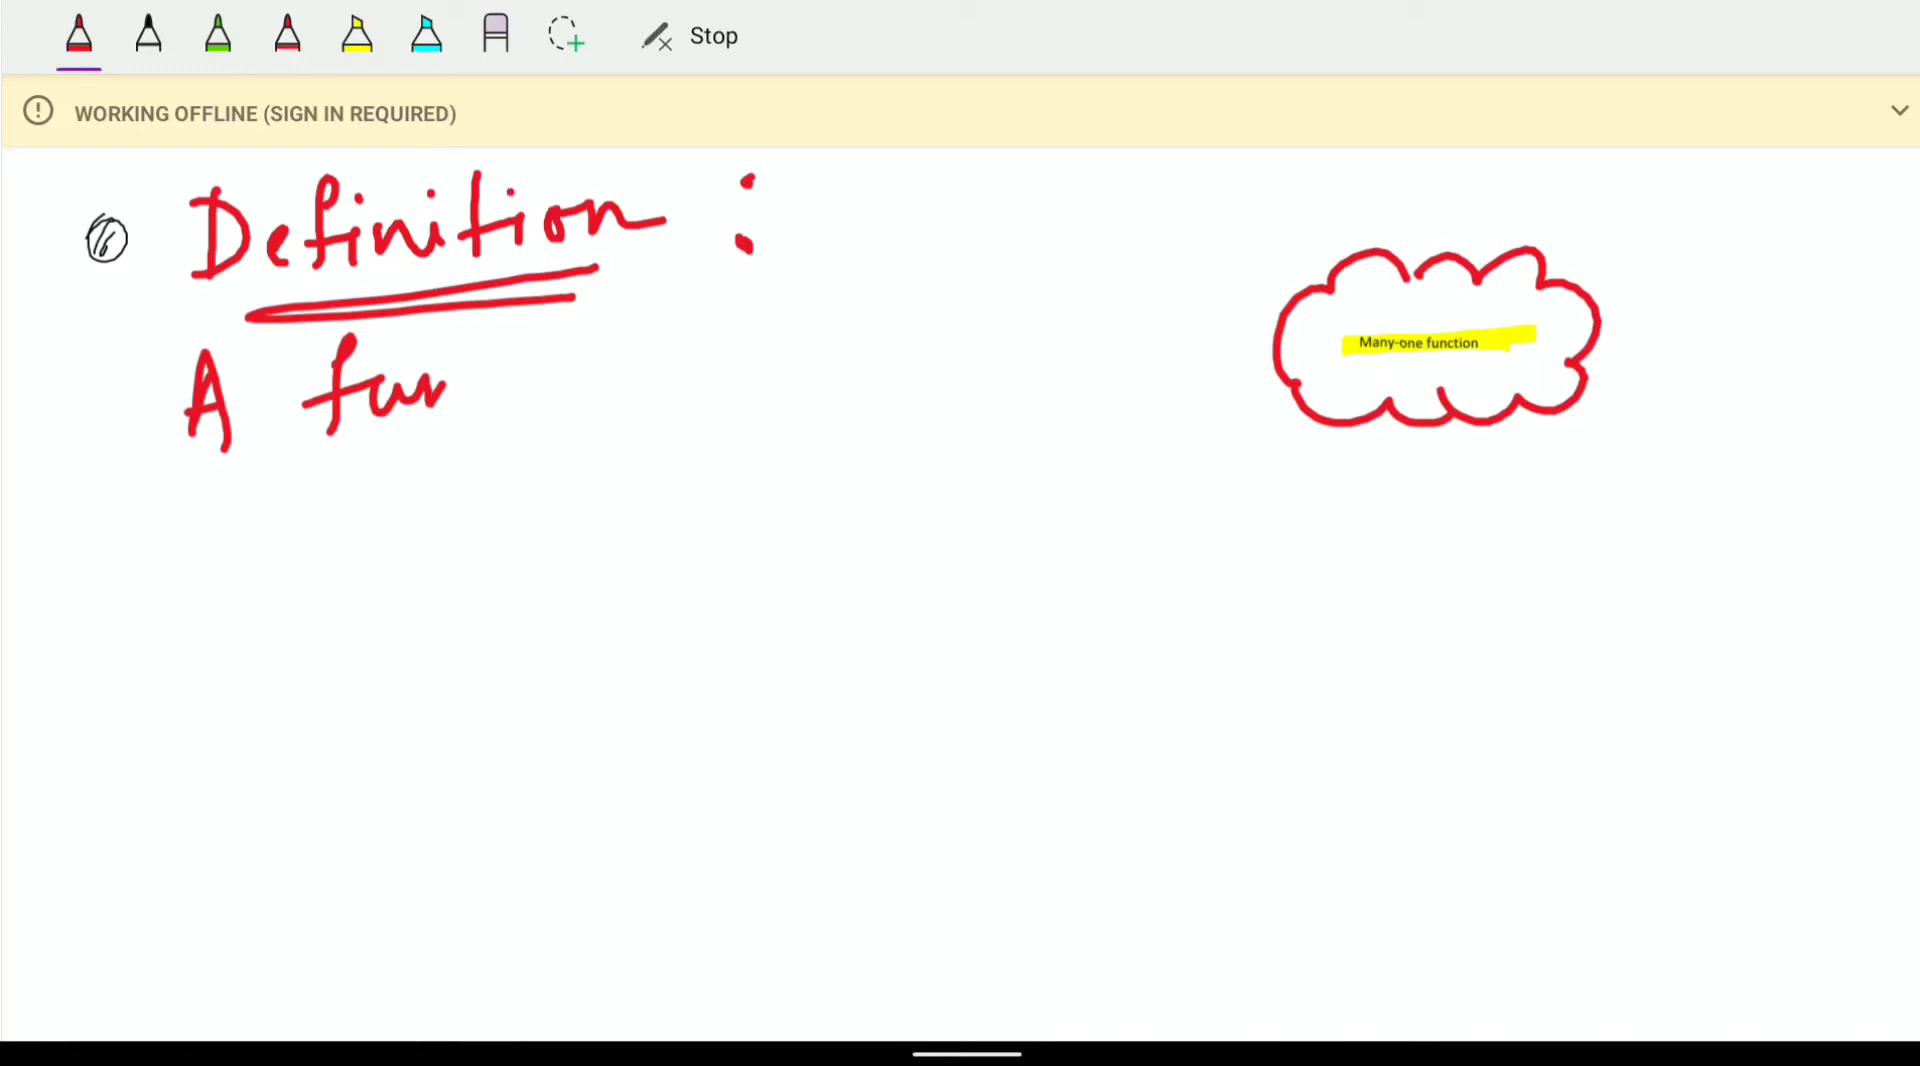 Stop
WORKING OFFLINE (SIGN IN REQUIRED)
Definition :
Many-one function
A fun